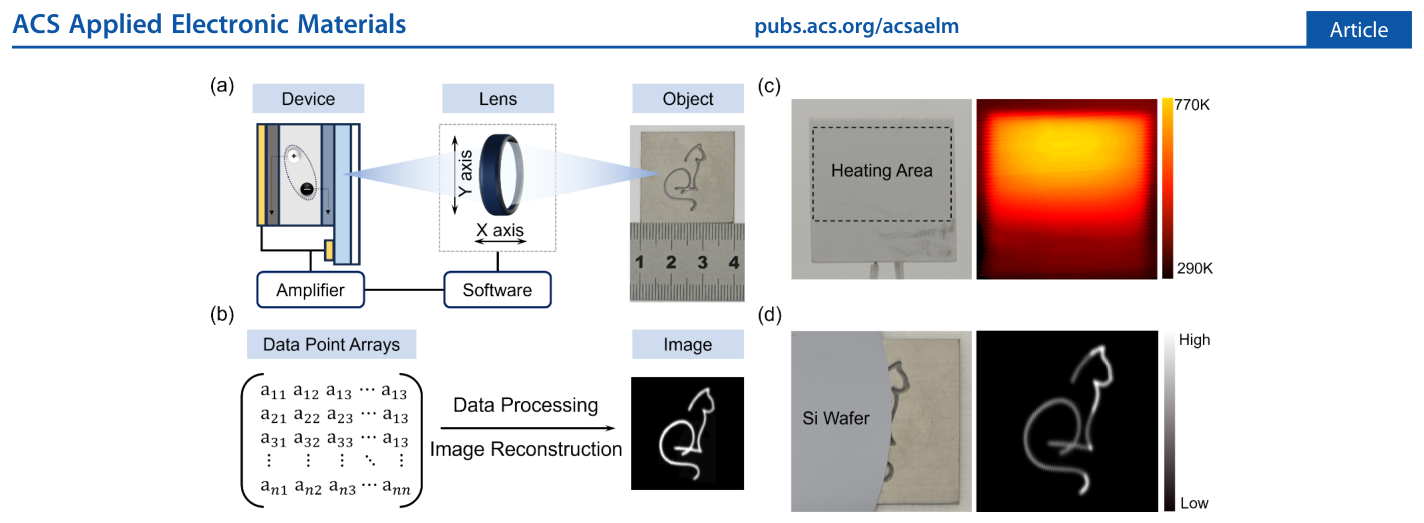 ACS Applied Electronic Materials
pubs.acs.org/acsaelm
Article
(a)
Device
Lens
Object
+
−
Y axis
X axis
1 2 3 4
Amplifier
Software
(b)
Data Point Arrays
a₁₁ a₁₂ a₁₃ ⋯ a₁₃
a₂₁ a₂₂ a₂₃ ⋯ a₁₃
a₃₁ a₃₂ a₃₃ ⋯ a₁₃
⋮ ⋮ ⋮ ⋱ ⋮
aₙ₁ aₙ₂ aₙ₃ ⋯ aₙₙ
Data Processing
Image Reconstruction
Image
(c)
Heating Area
770K
290K
(d)
Si Wafer
High
Low